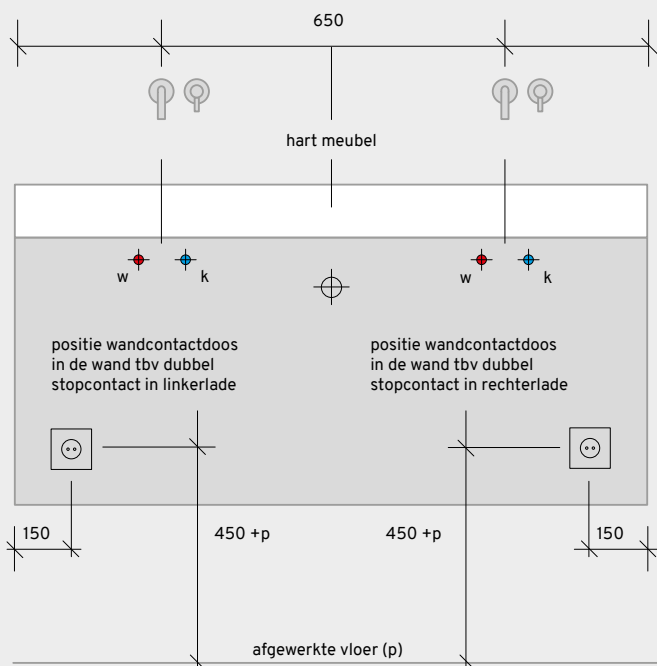 650
hart meubel
w
k
w
k
positie wandcontactdoos
in de wand tbv dubbel
stopcontact in linkerlade
positie wandcontactdoos
in de wand tbv dubbel
stopcontact in rechterlade
150
450 +p
450 +p
150
afgewerkte vloer (p)